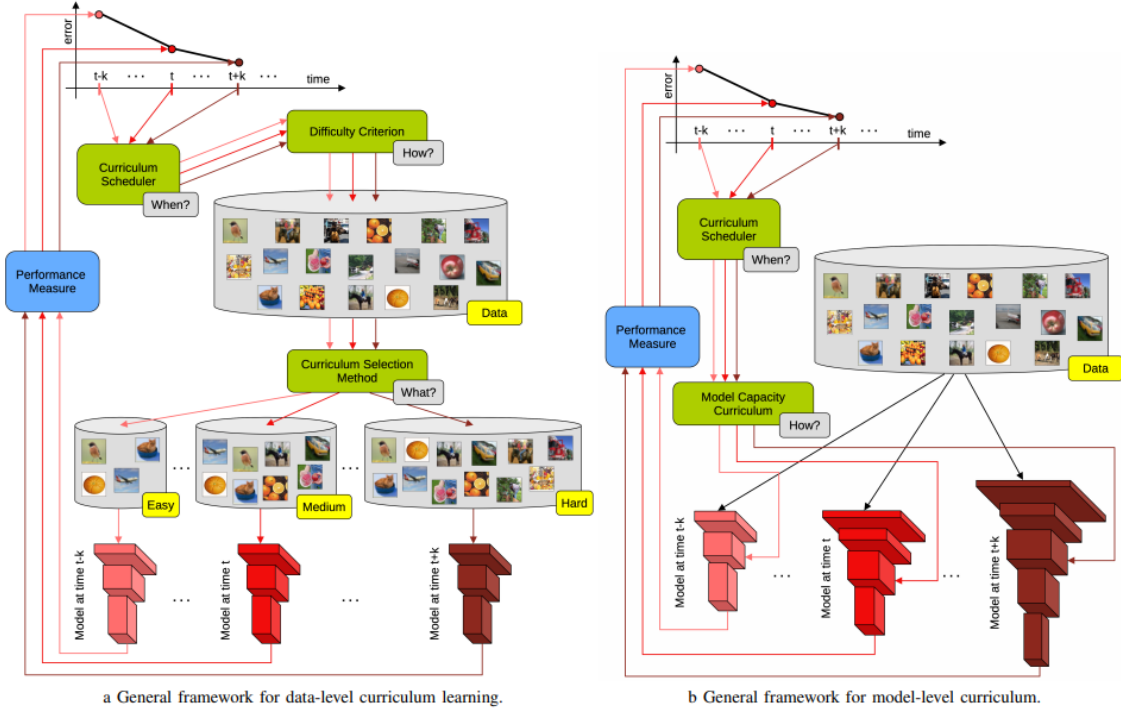 error
t-k
· · ·
t
· · ·
t+k
· · ·
time
Difficulty Criterion
How?
Curriculum
Scheduler
When?
Performance
Measure
Data
Curriculum Selection
Method
What?
· · ·
· · ·
Easy
Medium
Hard
Model at time t-k
· · ·
Model at time t
· · ·
Model at time t+k
a General framework for data-level curriculum learning.
error
t-k
· · ·
t
· · ·
t+k
· · ·
time
Curriculum
Scheduler
When?
Performance
Measure
Data
Model Capacity
Curriculum
How?
Model at time t-k
· · ·
Model at time t
· · ·
Model at time t+k
b General framework for model-level curriculum.